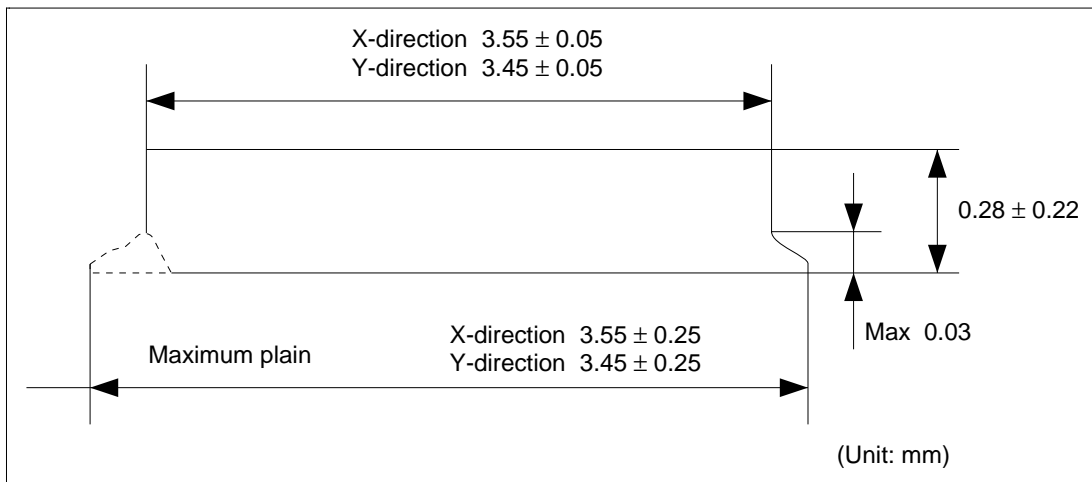 X-direction 3.55 ± 0.05
Y-direction 3.45 ± 0.05
0.28 ± 0.22
Max 0.03
X-direction 3.55 ± 0.25
Maximum plain
Y-direction 3.45 ± 0.25
(Unit: mm)